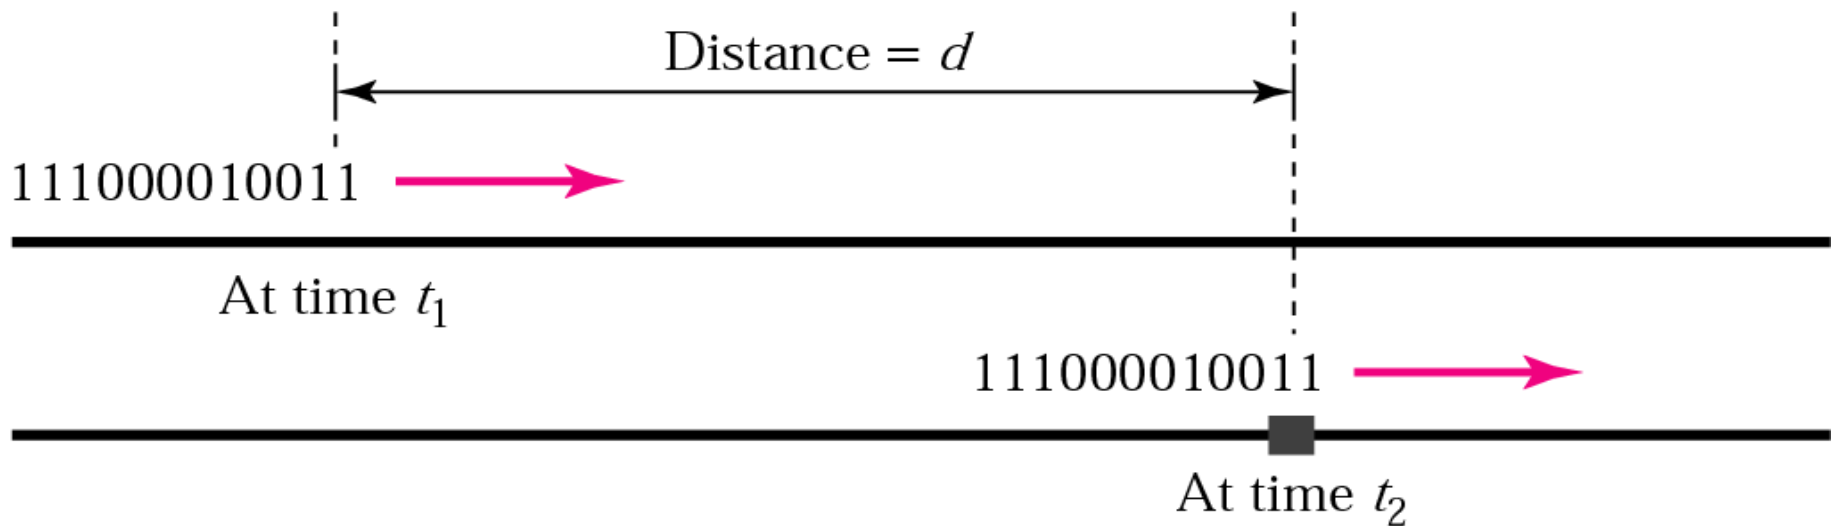 Distance = d
111000010011
At time t₁
111000010011
At time t₂